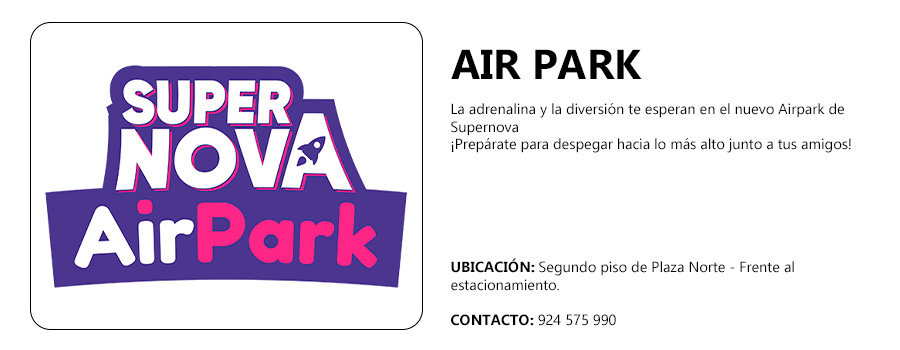 SUPER
NOVA
AirPark
AIR PARK
La adrenalina y la diversión te esperan en el nuevo Airpark de
Supernova
¡Prepárate para despegar hacia lo más alto junto a tus amigos!
UBICACIÓN: Segundo piso de Plaza Norte - Frente al
estacionamiento.
CONTACTO: 924 575 990